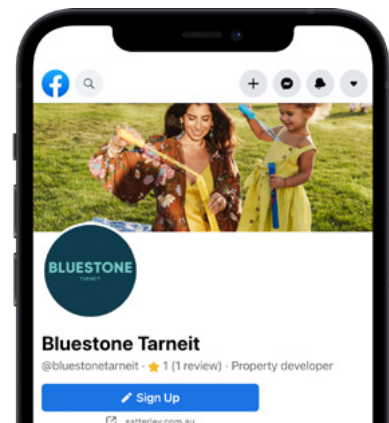 BLUESTONE
TARNEIT
Bluestone Tarneit
@bluestonetarneit · 1 (1 review) · Property developer
Sign Up
satterley.com.au